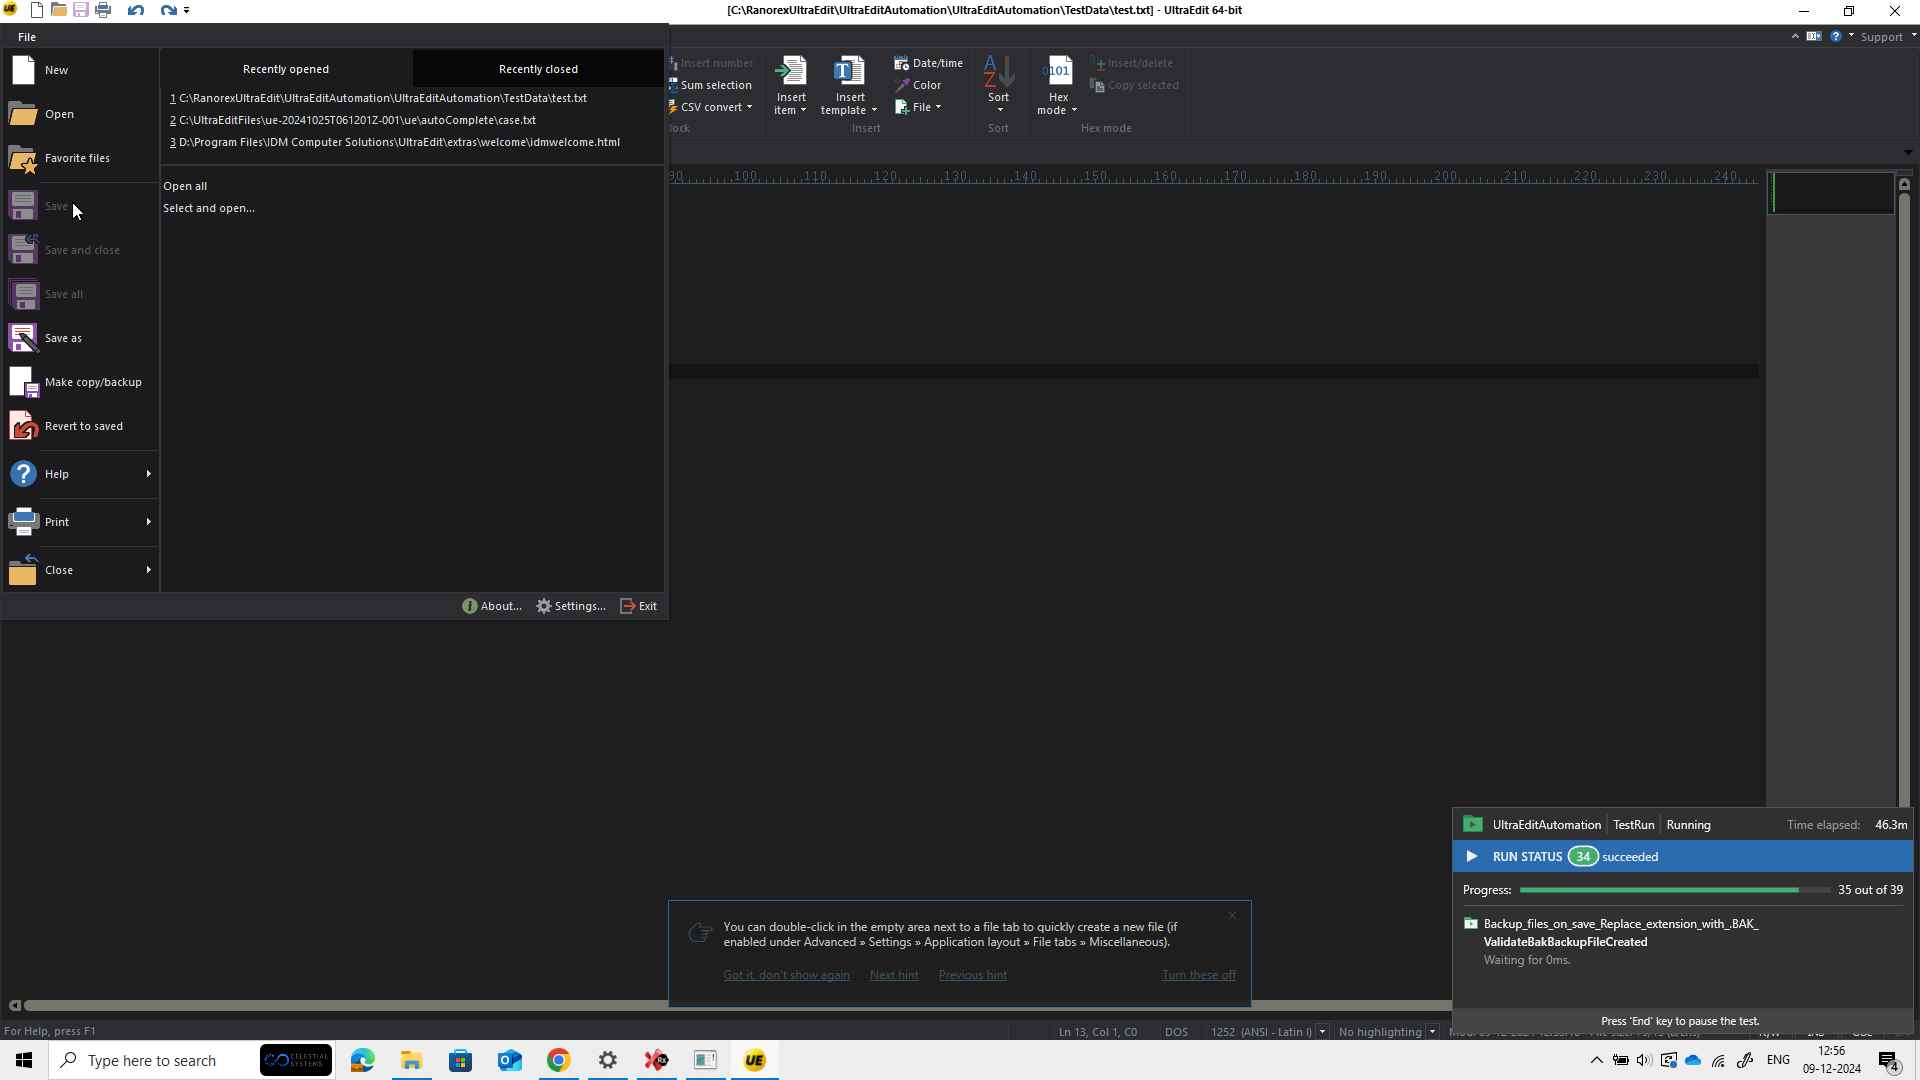 [C:\RanorexUltraEdit\UltraEditAutomation\UltraEditAutomation\TestData\test.txt] - UltraEdit 64-bit
File
Support
New
Open
Favorite files
Save
Save and close
Save all
Save as
Make copy/backup
Revert to saved
Help
Print
Close
Recently opened
Recently closed
1 C:\RanorexUltraEdit\UltraEditAutomation\UltraEditAutomation\TestData\test.txt
2 C:\UltraEditFiles\ue-20241025T061201Z-001\ue\autoComplete\case.txt
3 D:\Program Files\IDM Computer Solutions\UltraEdit\extras\welcome\idmwelcome.html
Open all
Select and open...
About...
Settings...
Exit
Insert number
Sum selection
CSV convert
Insert item
Insert template
Date/time
Color
File
Insert
Sort
Sort
Hex mode
Insert/delete
Copy selected
Hex mode
90 100 110 120 130 140 150 160 170 180 190 200 210 220 230 240
You can double-click in the empty area next to a file tab to quickly create a new file (if
enabled under Advanced » Settings » Application layout » File tabs » Miscellaneous).
Got it, don't show again
Next hint
Previous hint
Turn these off
UltraEditAutomation
TestRun
Running
Time elapsed: 46.3m
RUN STATUS 34 succeeded
Progress: 35 out of 39
Backup_files_on_save_Replace_extension_with_.BAK_
ValidateBakBackupFileCreated
Waiting for 0ms.
Press 'End' key to pause the test.
For Help, press F1
Ln 13, Col 1, C0
DOS
1252 (ANSI - Latin I)
No highlighting
Type here to search
CELESTIAL
SYSTEMS
UE
ENG
12:56
09-12-2024
4